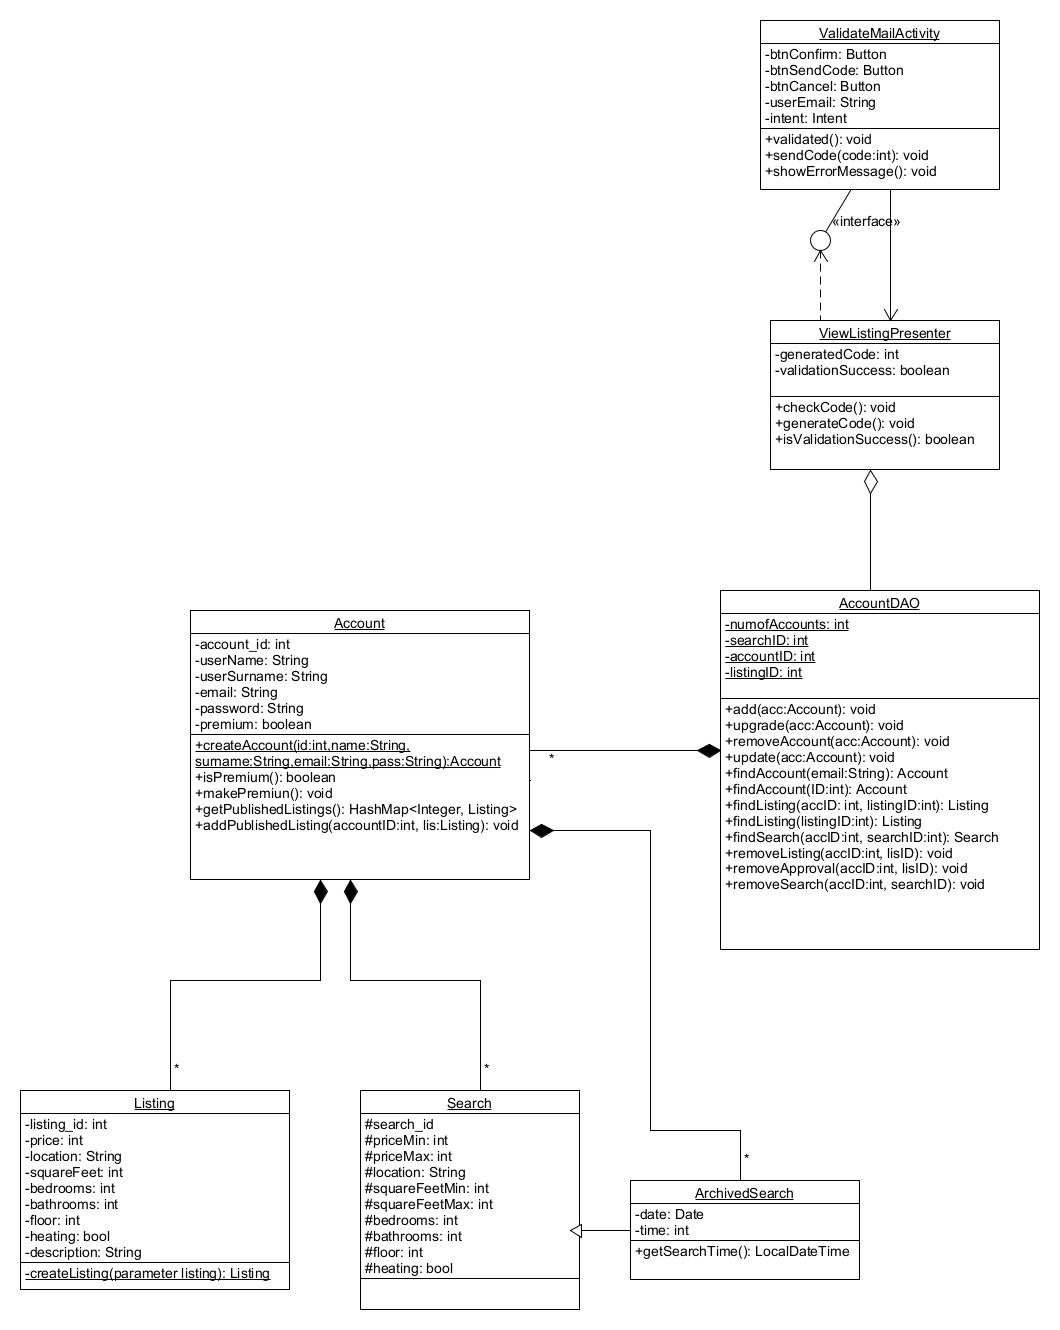 ValidateMailActivity
-btnConfirm: Button
-btnSendCode: Button
-btnCancel: Button
-userEmail: String
-intent: Intent
+validated(): void
+sendCode(code:int): void
+showErrorMessage(): void
«interface»
ViewListingPresenter
-generatedCode: int
-validationSuccess: boolean
+checkCode(): void
+generateCode(): void
+isValidationSuccess(): boolean
AccountDAO
-numofAccounts: int
-searchID: int
-accountID: int
-listingID: int
+add(acc:Account): void
+upgrade(acc:Account): void
+removeAccount(acc:Account): void
+update(acc:Account): void
+findAccount(email:String): Account
+findAccount(ID:int): Account
+findListing(accID: int, listingID:int): Listing
+findListing(listingID:int): Listing
+findSearch(accID:int, searchID:int): Search
+removeListing(accID:int, lisID): void
+removeApproval(accID:int, lisID): void
+removeSearch(accID:int, searchID): void
Account
-account_id: int
-userName: String
-userSurname: String
-email: String
-password: String
-premium: boolean
+createAccount(id:int,name:String,
surname:String,email:String,pass:String):Account
+isPremium(): boolean
+makePremiun(): void
+getPublishedListings(): HashMap<Integer, Listing>
+addPublishedListing(accountID:int, lis:Listing): void
*
*
*
*
Listing
-listing_id: int
-price: int
-location: String
-squareFeet: int
-bedrooms: int
-bathrooms: int
-floor: int
-heating: bool
-description: String
-createListing(parameter listing): Listing
Search
#search_id
#priceMin: int
#priceMax: int
#location: String
#squareFeetMin: int
#squareFeetMax: int
#bedrooms: int
#bathrooms: int
#floor: int
#heating: bool
ArchivedSearch
-date: Date
-time: int
+getSearchTime(): LocalDateTime